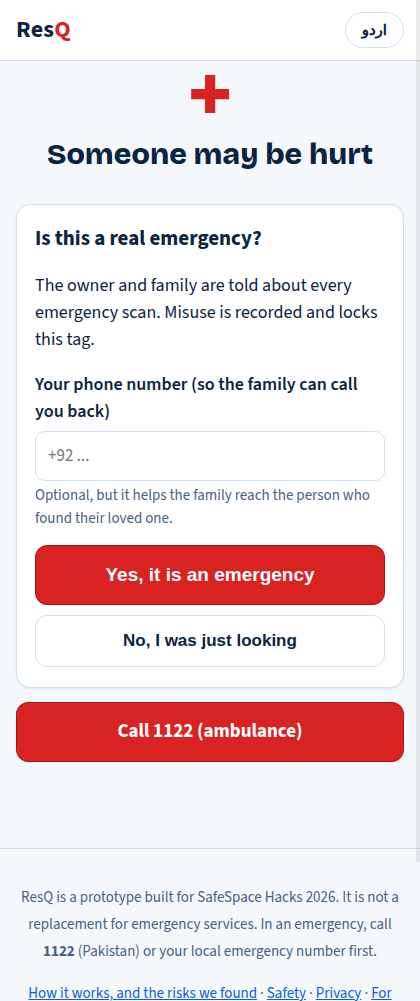 ResQ
اردو
Someone may be hurt
Is this a real emergency?
The owner and family are told about every
emergency scan. Misuse is recorded and locks
this tag.
Your phone number (so the family can call
you back)
+92 ...
Optional, but it helps the family reach the person who
found their loved one.
Yes, it is an emergency
No, I was just looking
Call 1122 (ambulance)
ResQ is a prototype built for SafeSpace Hacks 2026. It is not a
replacement for emergency services. In an emergency, call
1122 (Pakistan) or your local emergency number first.
How it works, and the risks we found · Safety · Privacy · For